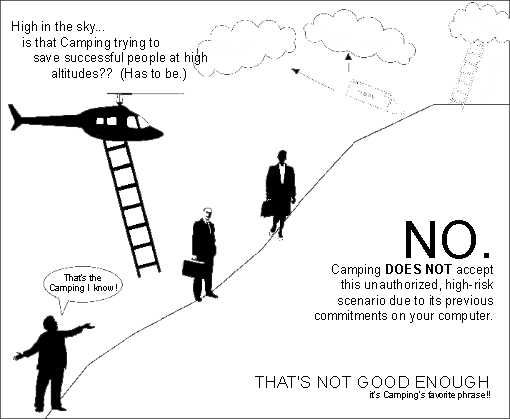 High in the sky...
is that Camping trying to
save successful people at high
altitudes?? (Has to be.)
That's the
Camping I know!
NO.
Camping DOES NOT accept
this unauthorized, high-risk
scenario due to its previous
commitments on your computer.
THAT'S NOT GOOD ENOUGH
it's Camping's favorite phrase!!